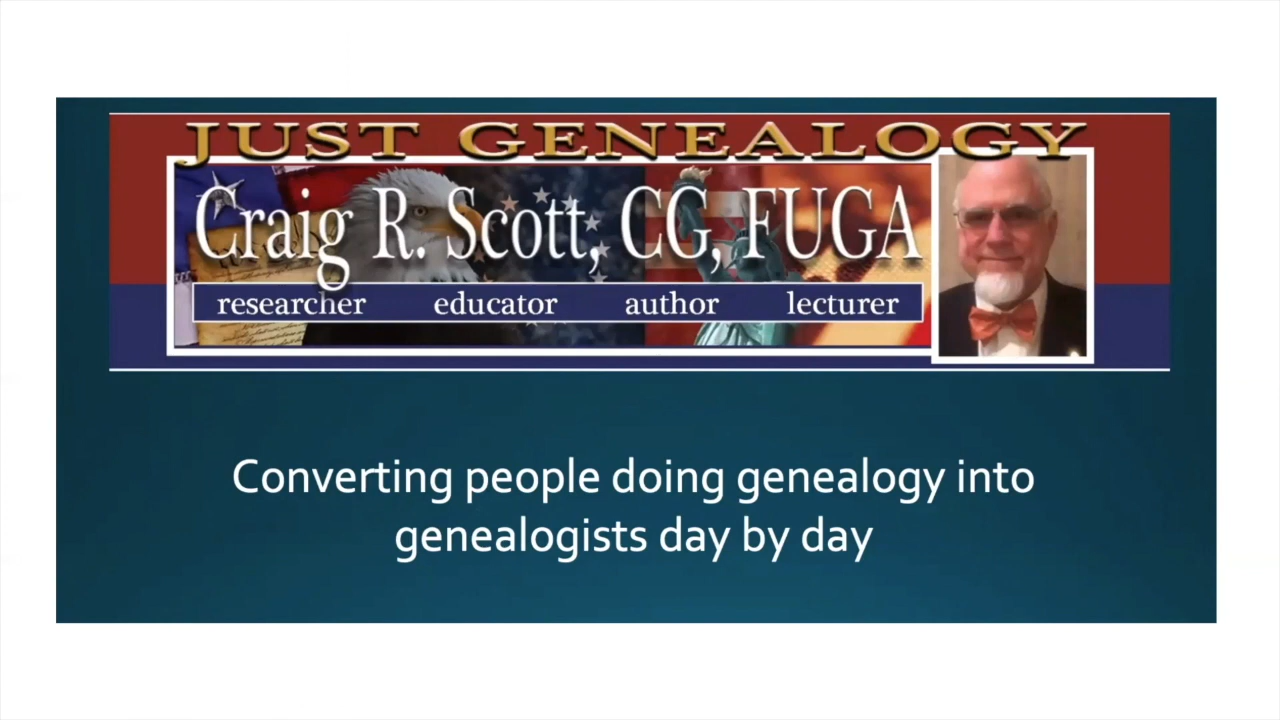 JUST GENEALOGY
Craig R. Scott, CG, FUGA
researcher educator author lecturer
Converting people doing genealogy into
genealogists day by day